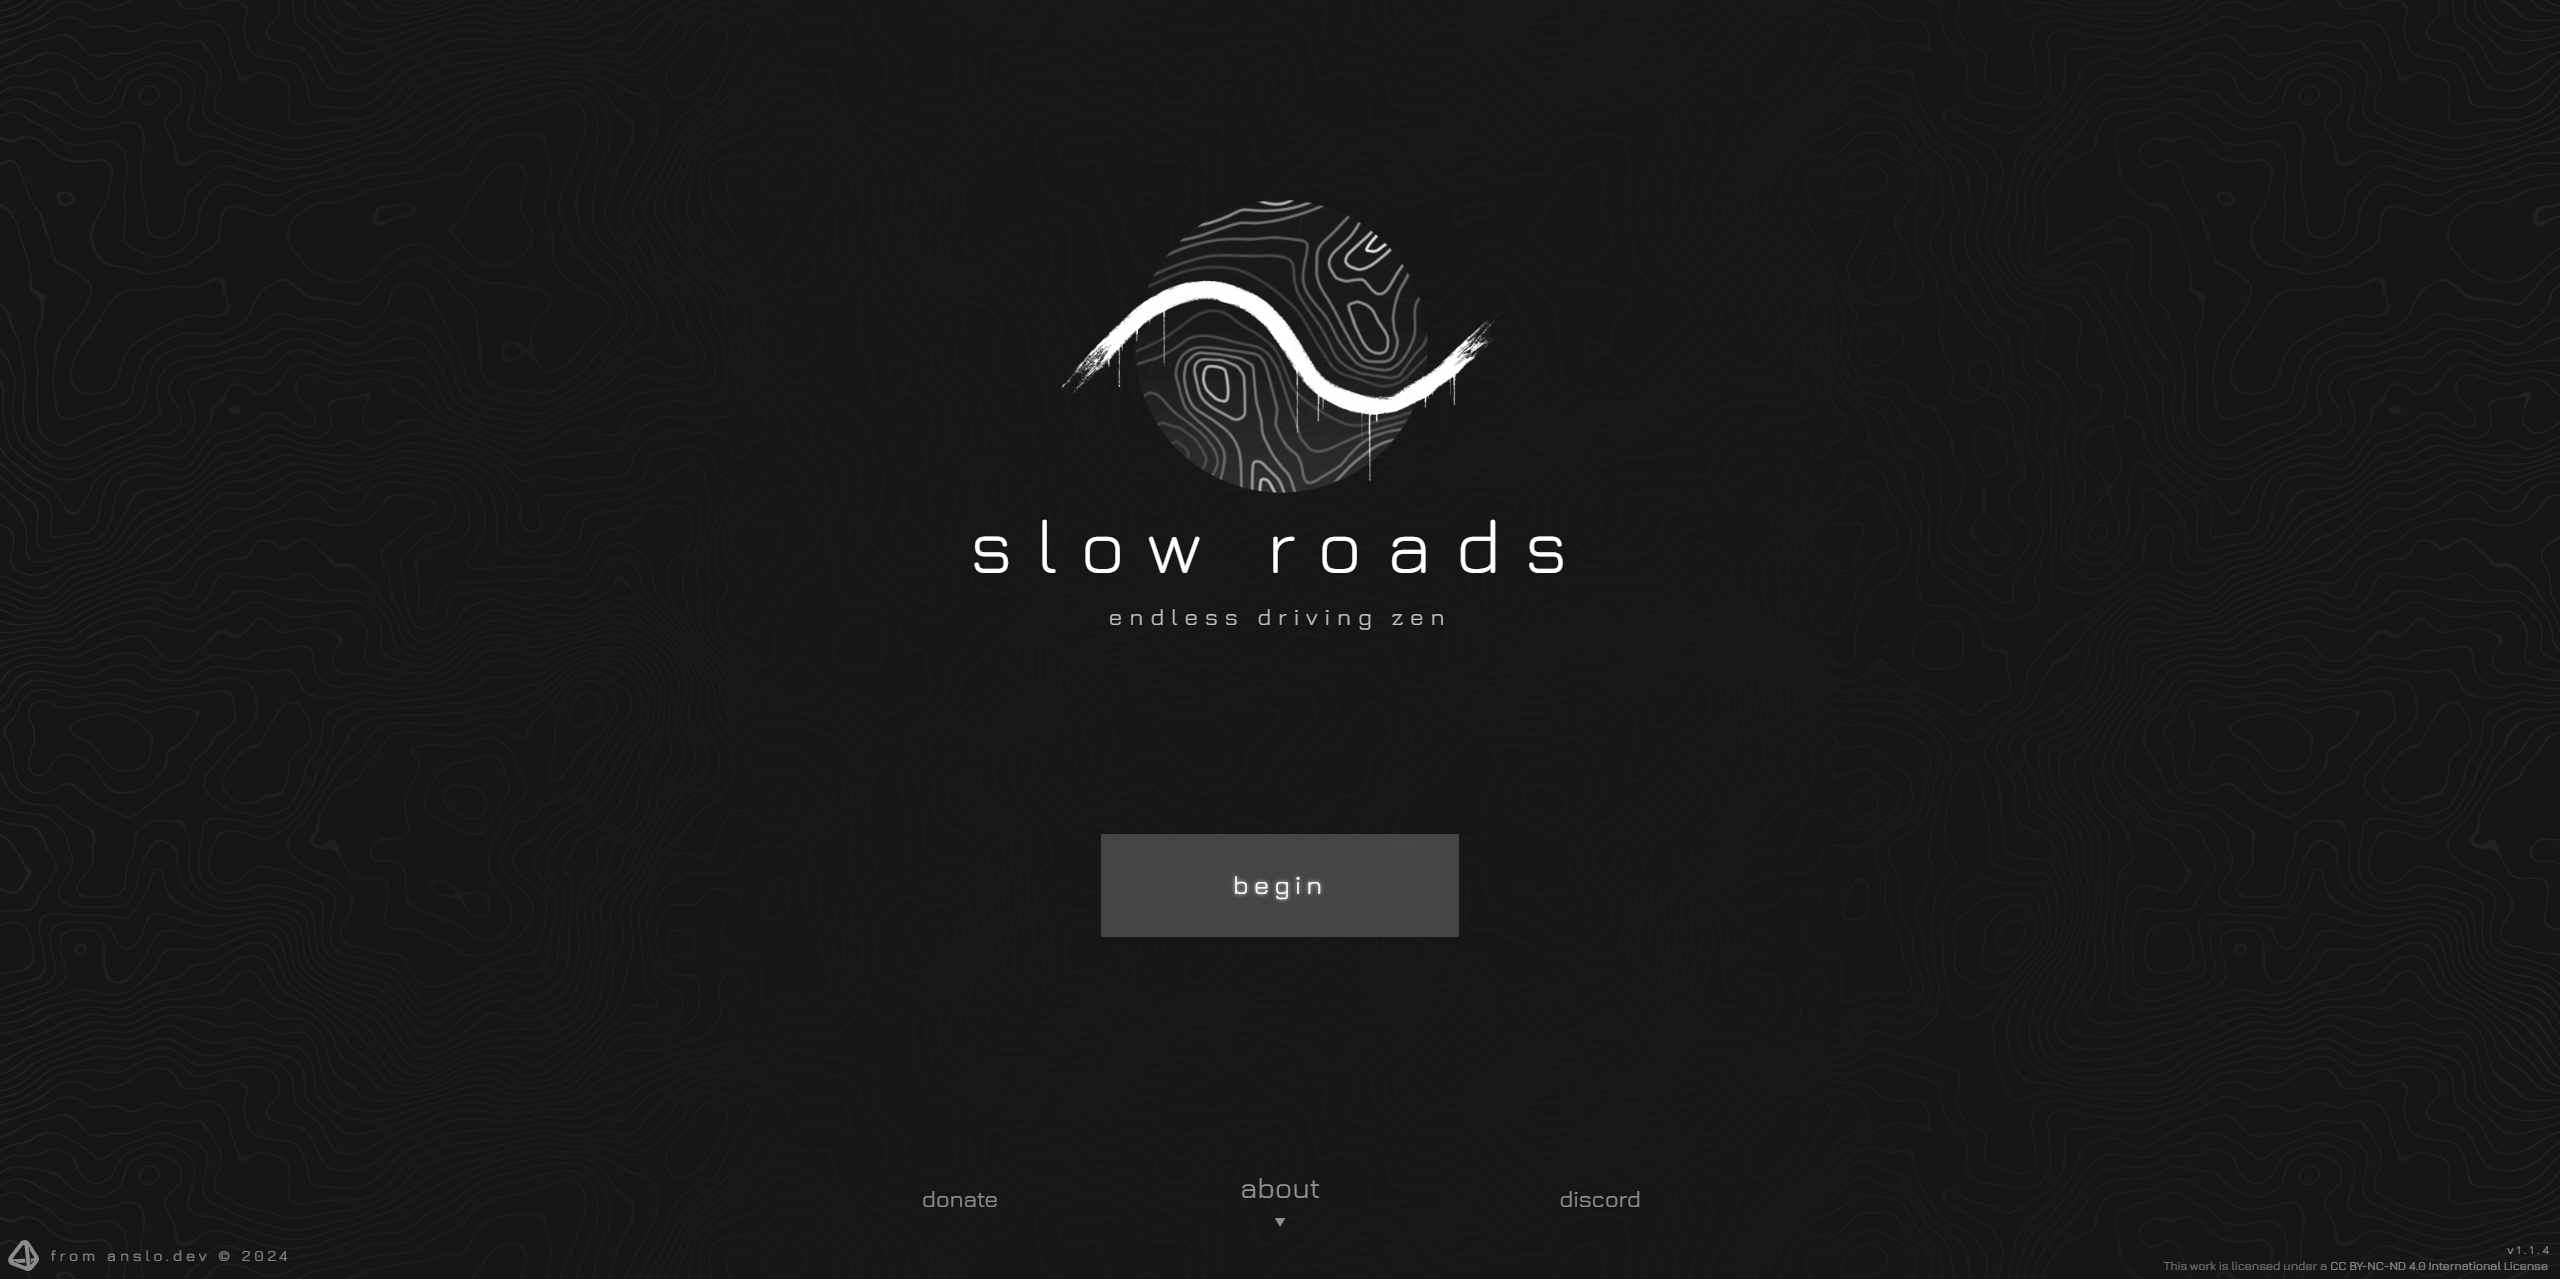 slow roads
endless driving zen
begin
donate
about
discord
from anslo.dev © 2024
v1.1.4
This work is licensed under a CC BY-NC-ND 4.0 International License